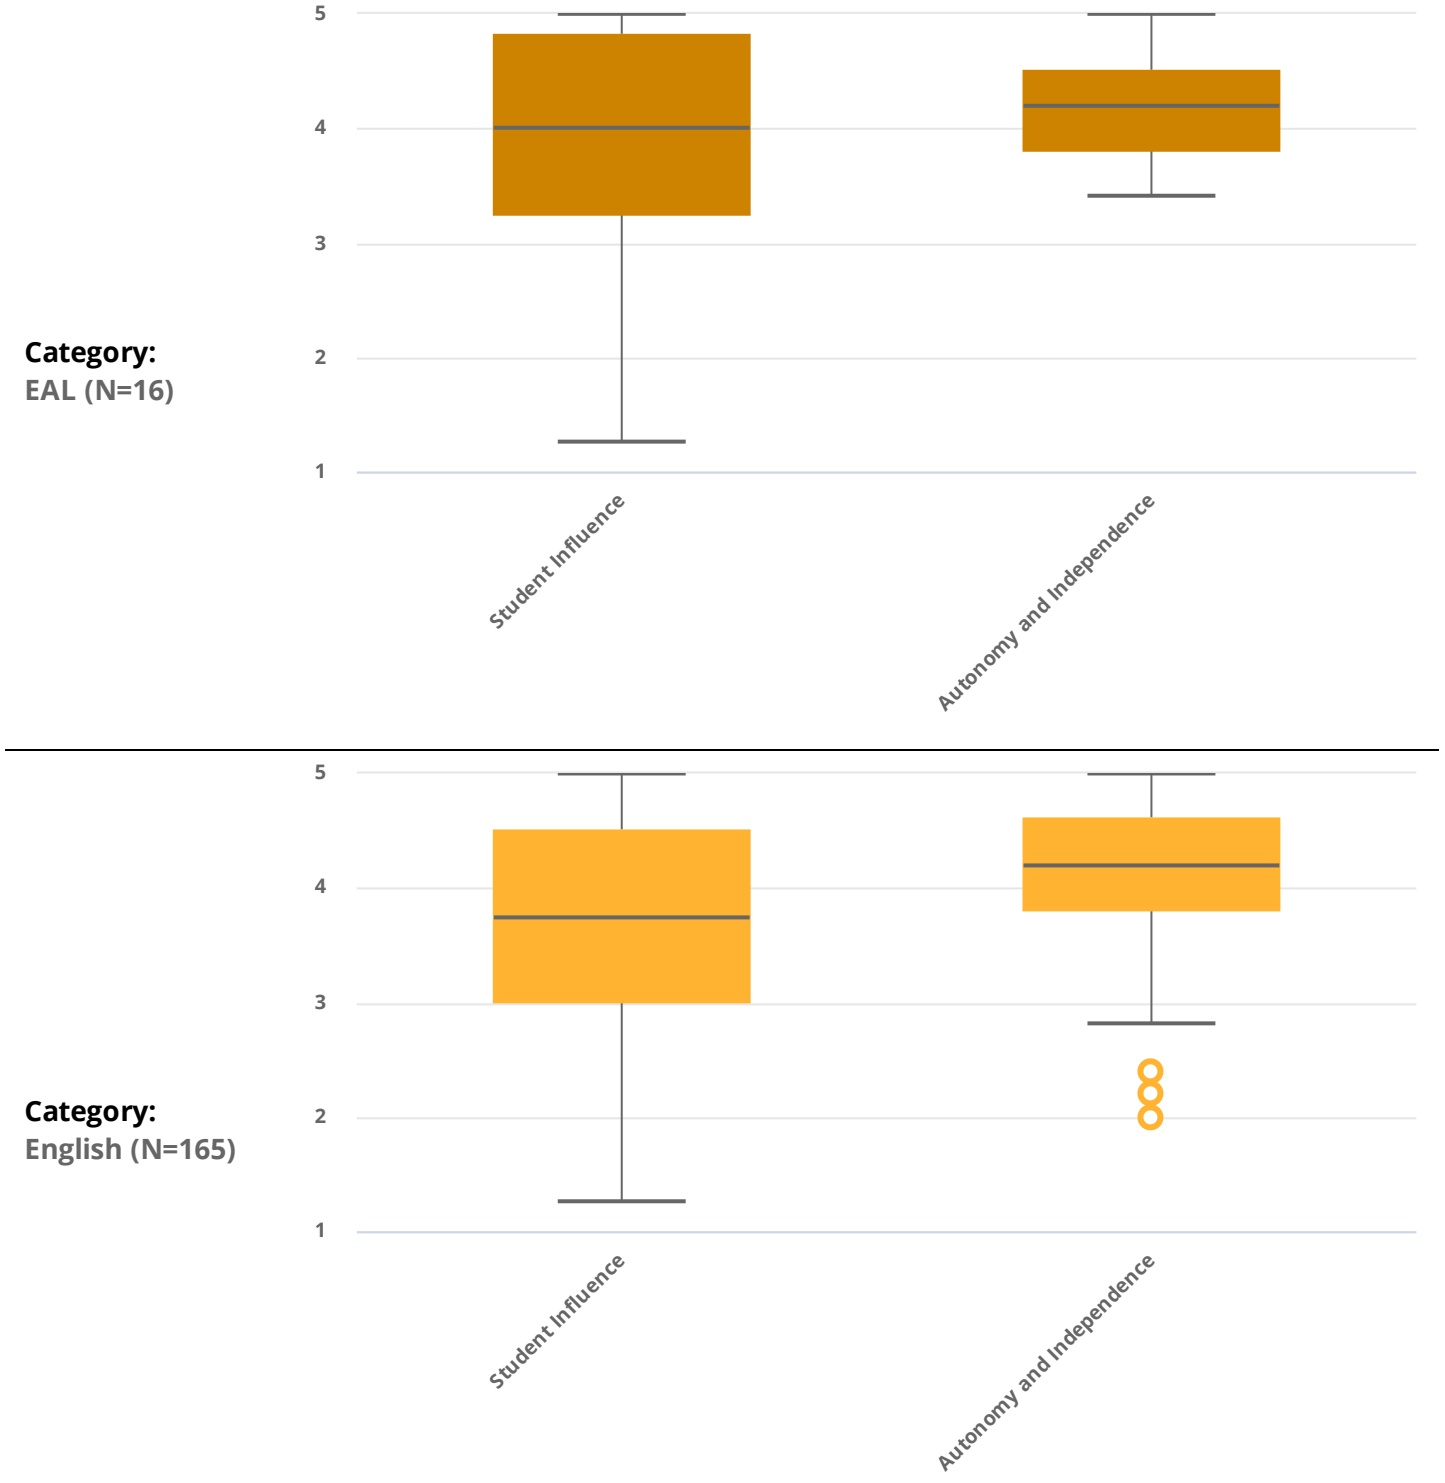 5
4
3
2
1
Category:
EAL (N=16)
Student Influence
Autonomy and Independence
5
4
3
2
1
Category:
English (N=165)
Student Influence
Autonomy and Independence